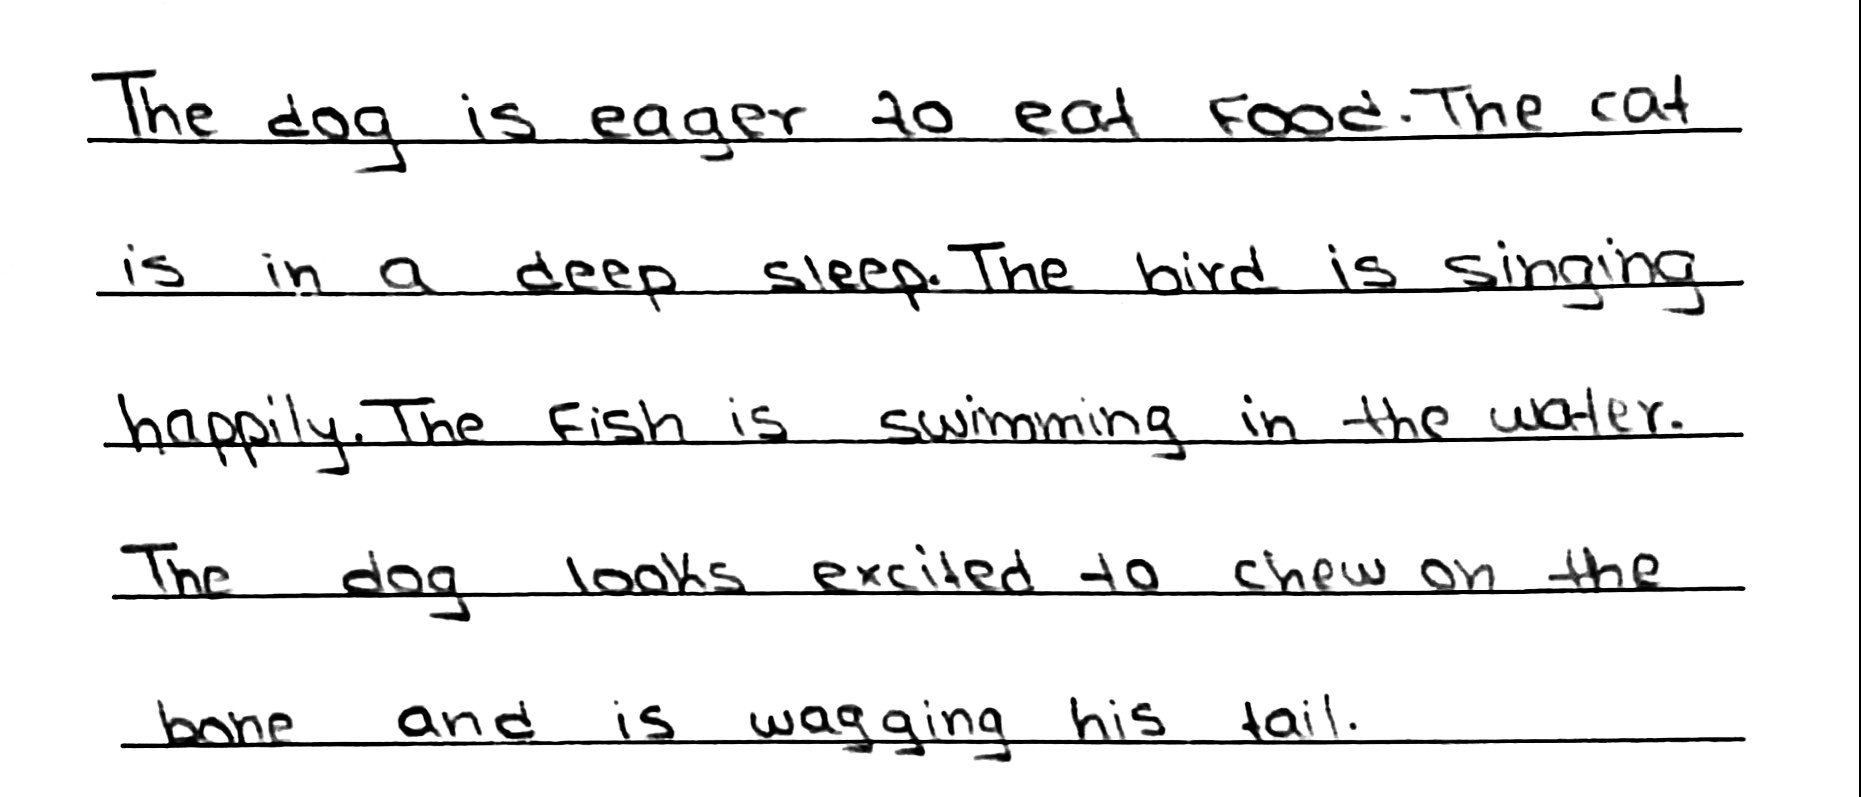 The dog is eager to eat Food. The cat
is in a deep sleep. The bird is singing
happily. The Fish is swimming in the water.
The dog looks excited to chew on the
bone and is wagging his tail.